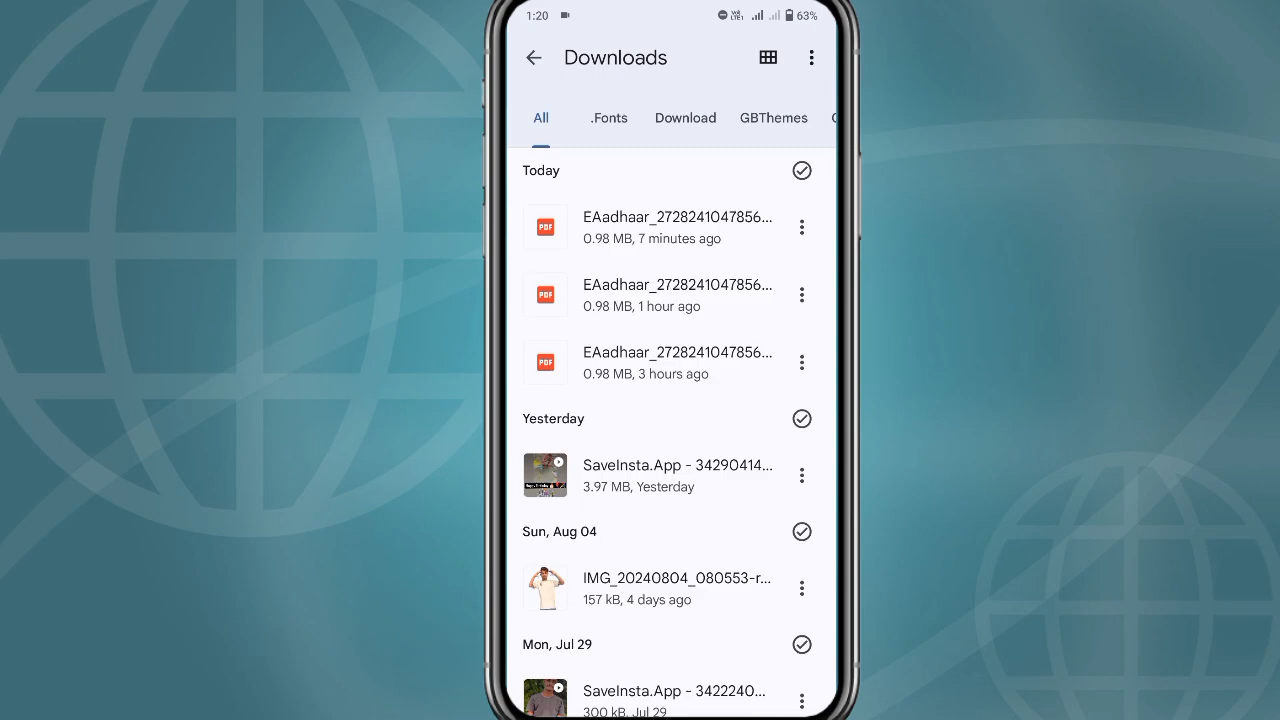 1:20 63%
Downloads
All .Fonts Download GBThemes
Today
PDF EAadhaar_2728241047856...
0.98 MB, 7 minutes ago
PDF EAadhaar_2728241047856...
0.98 MB, 1 hour ago
PDF EAadhaar_2728241047856...
0.98 MB, 3 hours ago
Yesterday
SaveInsta.App - 34290414...
3.97 MB, Yesterday
Sun, Aug 04
IMG_20240804_080553-r...
157 kB, 4 days ago
Mon, Jul 29
SaveInsta.App - 3422240...
300 kB, Jul 29